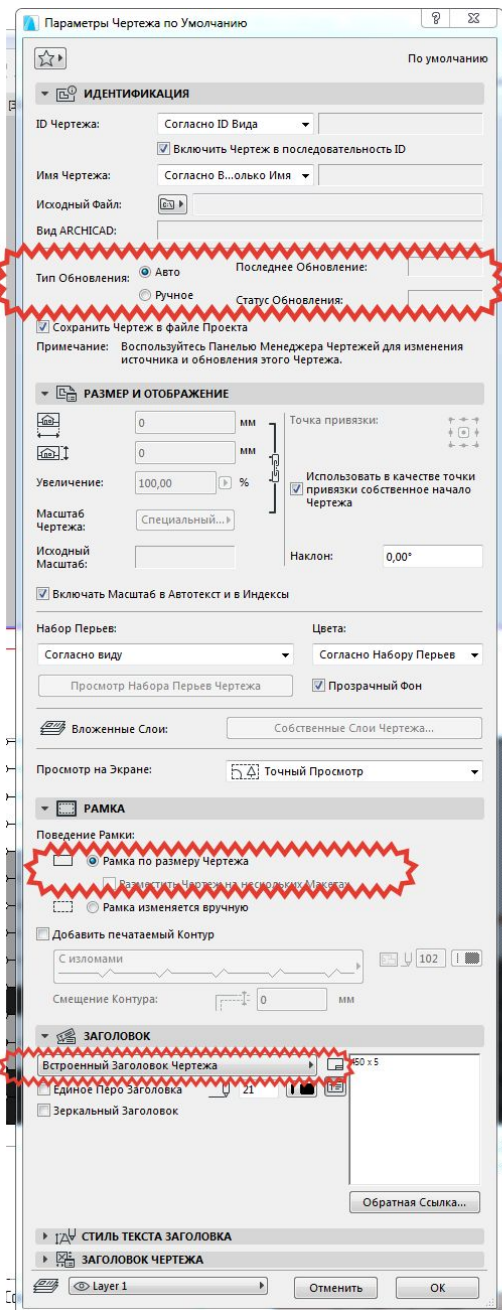 Параметры Чертежа по Умолчанию
По умолчанию
ИДЕНТИФИКАЦИЯ
ID Чертежа: Согласно ID Вида
Включить Чертеж в последовательность ID
Имя Чертежа: Согласно В...олько Имя
Исходный Файл:
Вид ARCHICAD:
Тип Обновления: Авто Последнее Обновление:
Ручное Статус Обновления:
Сохранить Чертеж в файле Проекта
Примечание: Воспользуйтесь Панелью Менеджера Чертежей для изменения
источника и обновления этого Чертежа.
РАЗМЕР И ОТОБРАЖЕНИЕ
0 мм Точка привязки:
0 мм
Увеличение: 100,00 % Использовать в качестве точки
привязки собственное начало
Чертежа
Масштаб
Чертежа: Специальный...
Исходный
Масштаб: Наклон: 0,00°
Включать Масштаб в Автотекст и в Индексы
Набор Перьев: Цвета:
Согласно виду Согласно Набору Перьев
Просмотр Набора Перьев Чертежа Прозрачный Фон
Вложенные Слои: Собственные Слои Чертежа...
Просмотр на Экране: Точный Просмотр
РАМКА
Поведение Рамки:
Рамка по размеру Чертежа
Разместить Чертеж на нескольких Макетах
Рамка изменяется вручную
Добавить печатаемый Контур
С изломами 102
Смещение Контура: 0 мм
ЗАГОЛОВОК
Встроенный Заголовок Чертежа 50 x 5
Единое Перо Заголовка 21
Зеркальный Заголовок
Обратная Ссылка...
СТИЛЬ ТЕКСТА ЗАГОЛОВКА
ЗАГОЛОВОК ЧЕРТЕЖА
Layer 1 Отменить OK